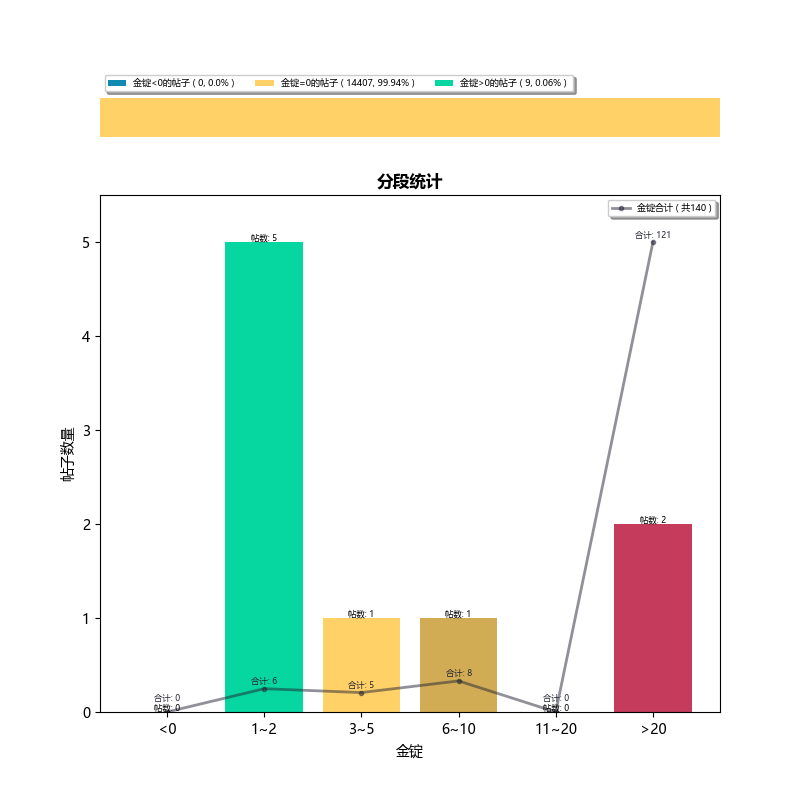 金锭<0的帖子 ( 0, 0.0% ) 金锭=0的帖子 ( 14407, 99.94% ) 金锭>0的帖子 ( 9, 0.06% )
分段统计
金锭合计 ( 共140 )
合计: 121
帖数: 5
5
4
3
2
1
0
帖子数量
帖数: 2
帖数: 1
帖数: 1
合计: 8
合计: 6
合计: 5
合计: 0
帖数: 0
合计: 0
帖数: 0
<0 1~2 3~5 6~10 11~20 >20
金锭